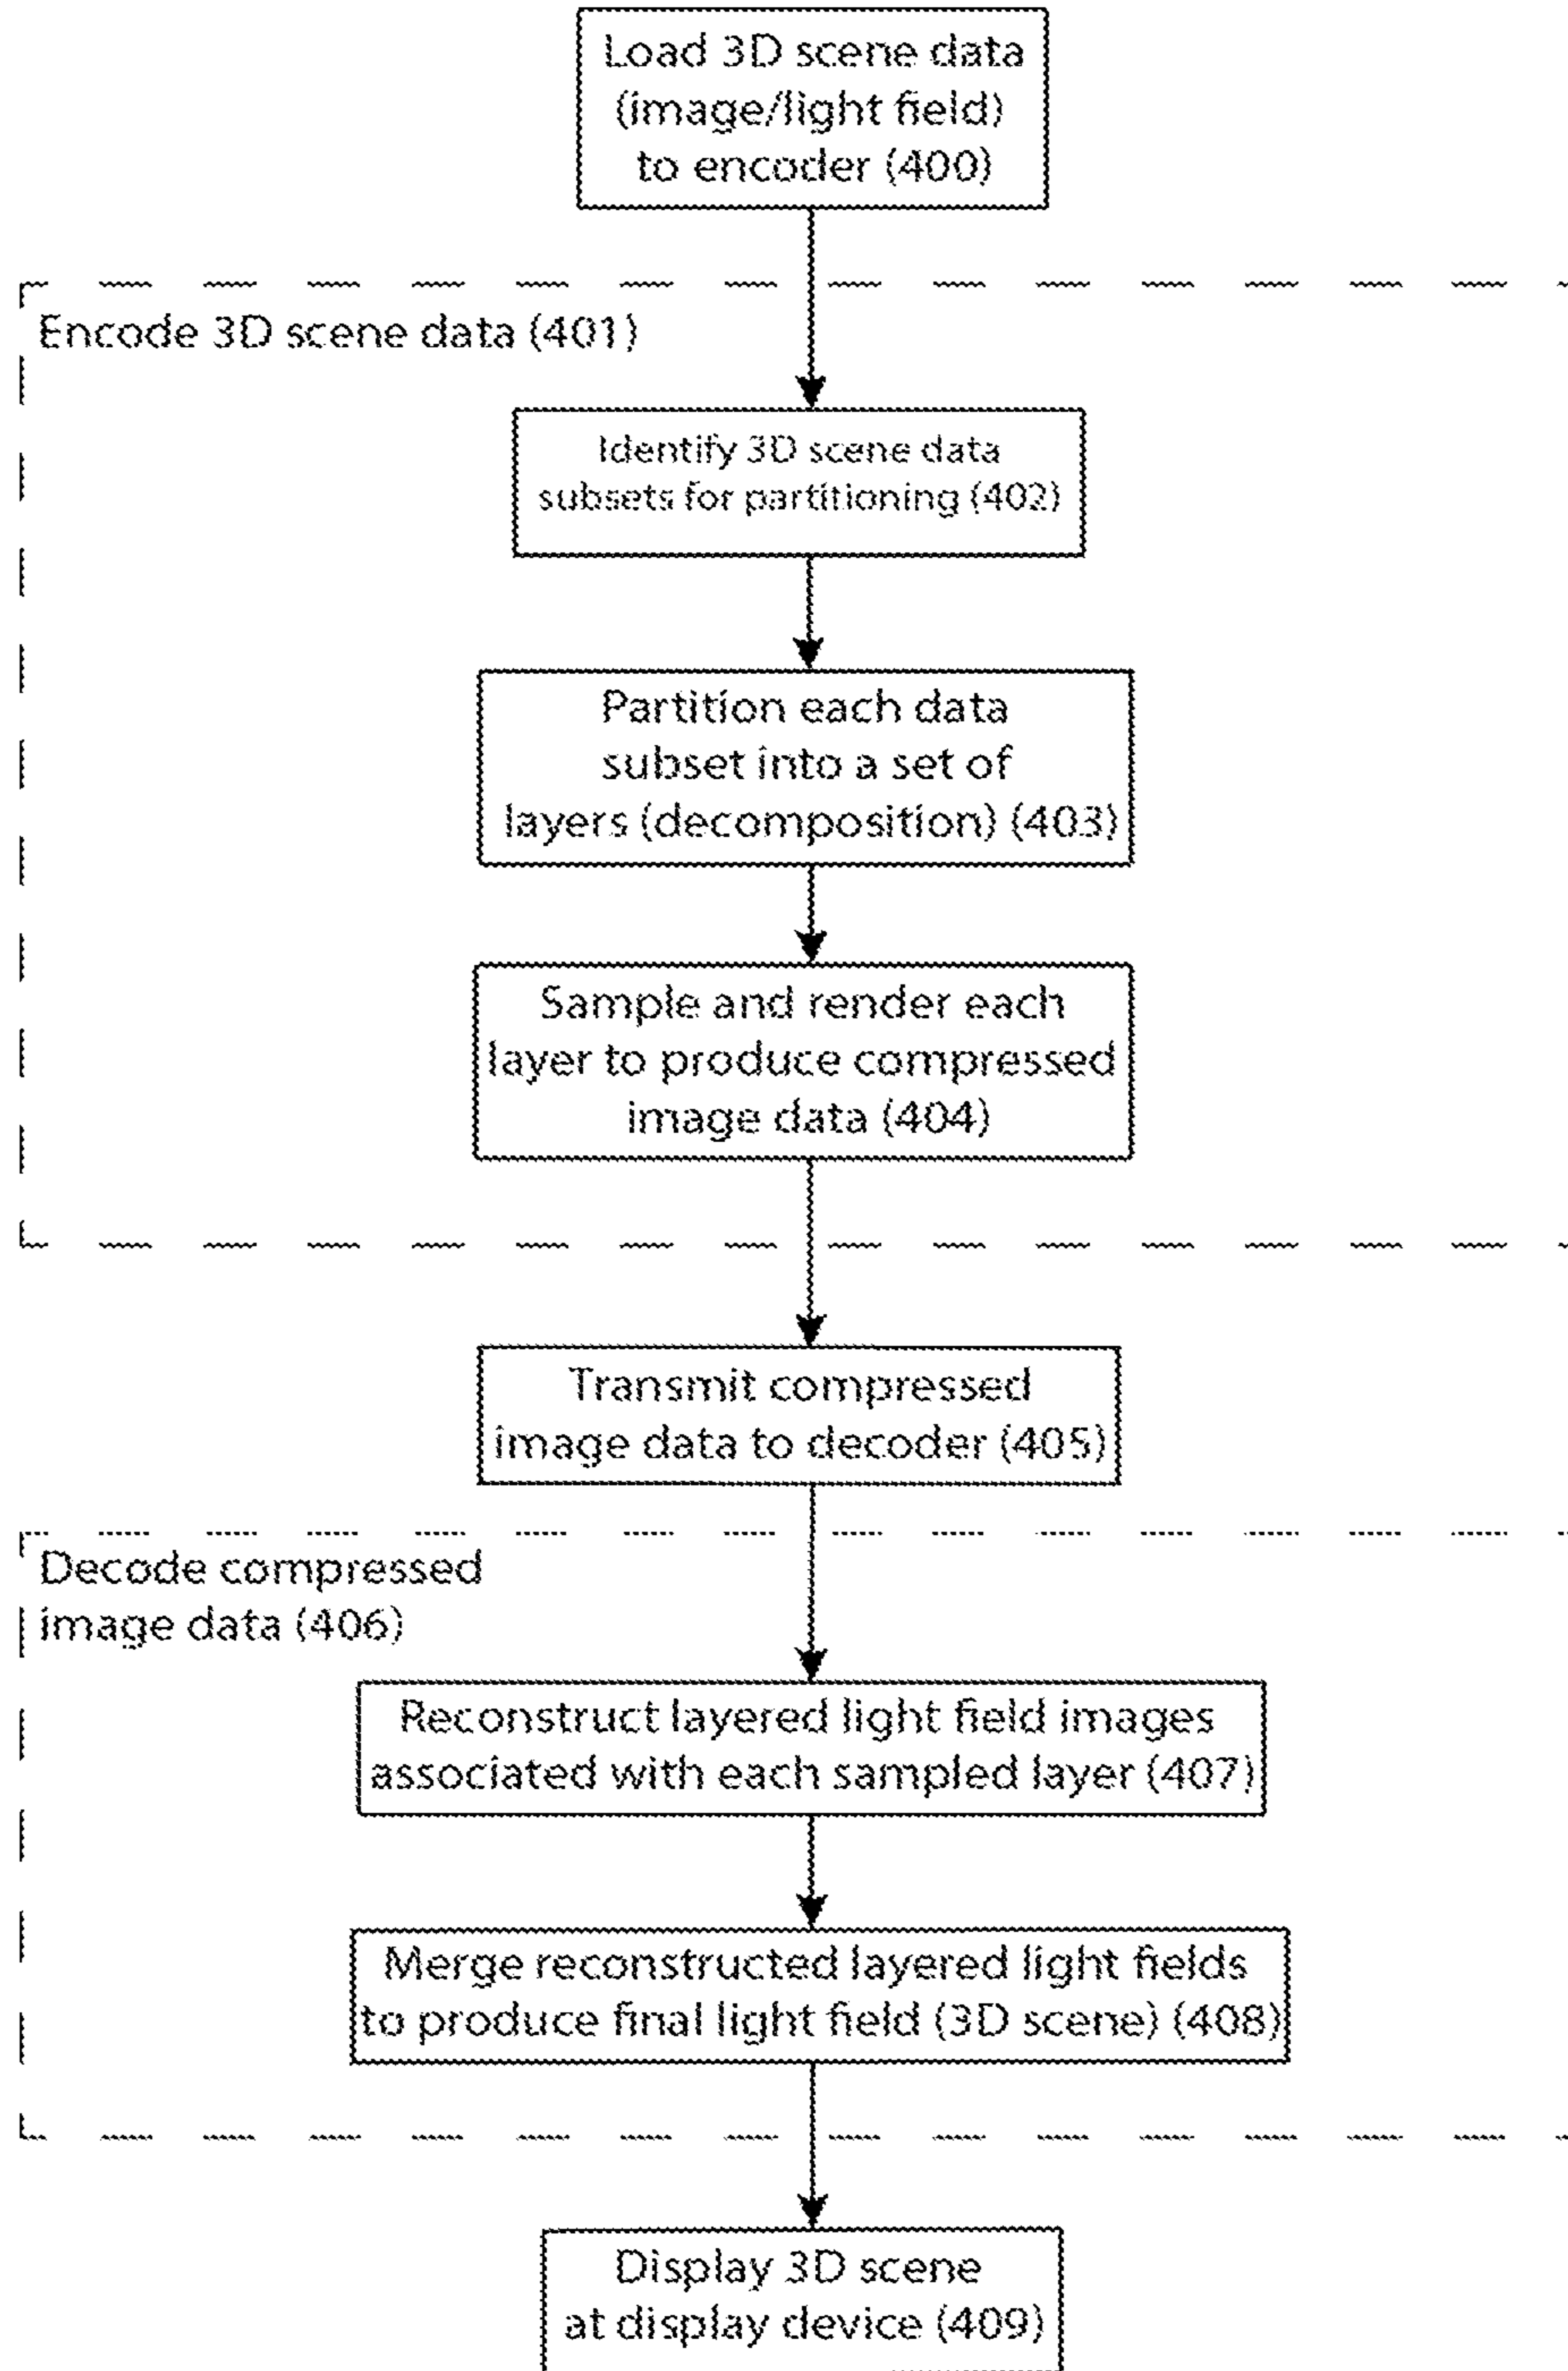 Load 3D scene data
(image/light field)
to encoder (400)
Encode 3D scene data (401)
Identify 3D scene data
subsets for partitioning (402)
Partition each data
subset into a set of
layers (decomposition) (403)
Sample and render each
layer to produce compressed
image data (404)
Transmit compressed
image data to decoder (405)
Decode compressed
image data (406)
Reconstruct layered light field images
associated with each sampled layer (407)
Merge reconstructed layered light fields
to produce final light field (3D scene) (408)
Display 3D scene
at display device (409)